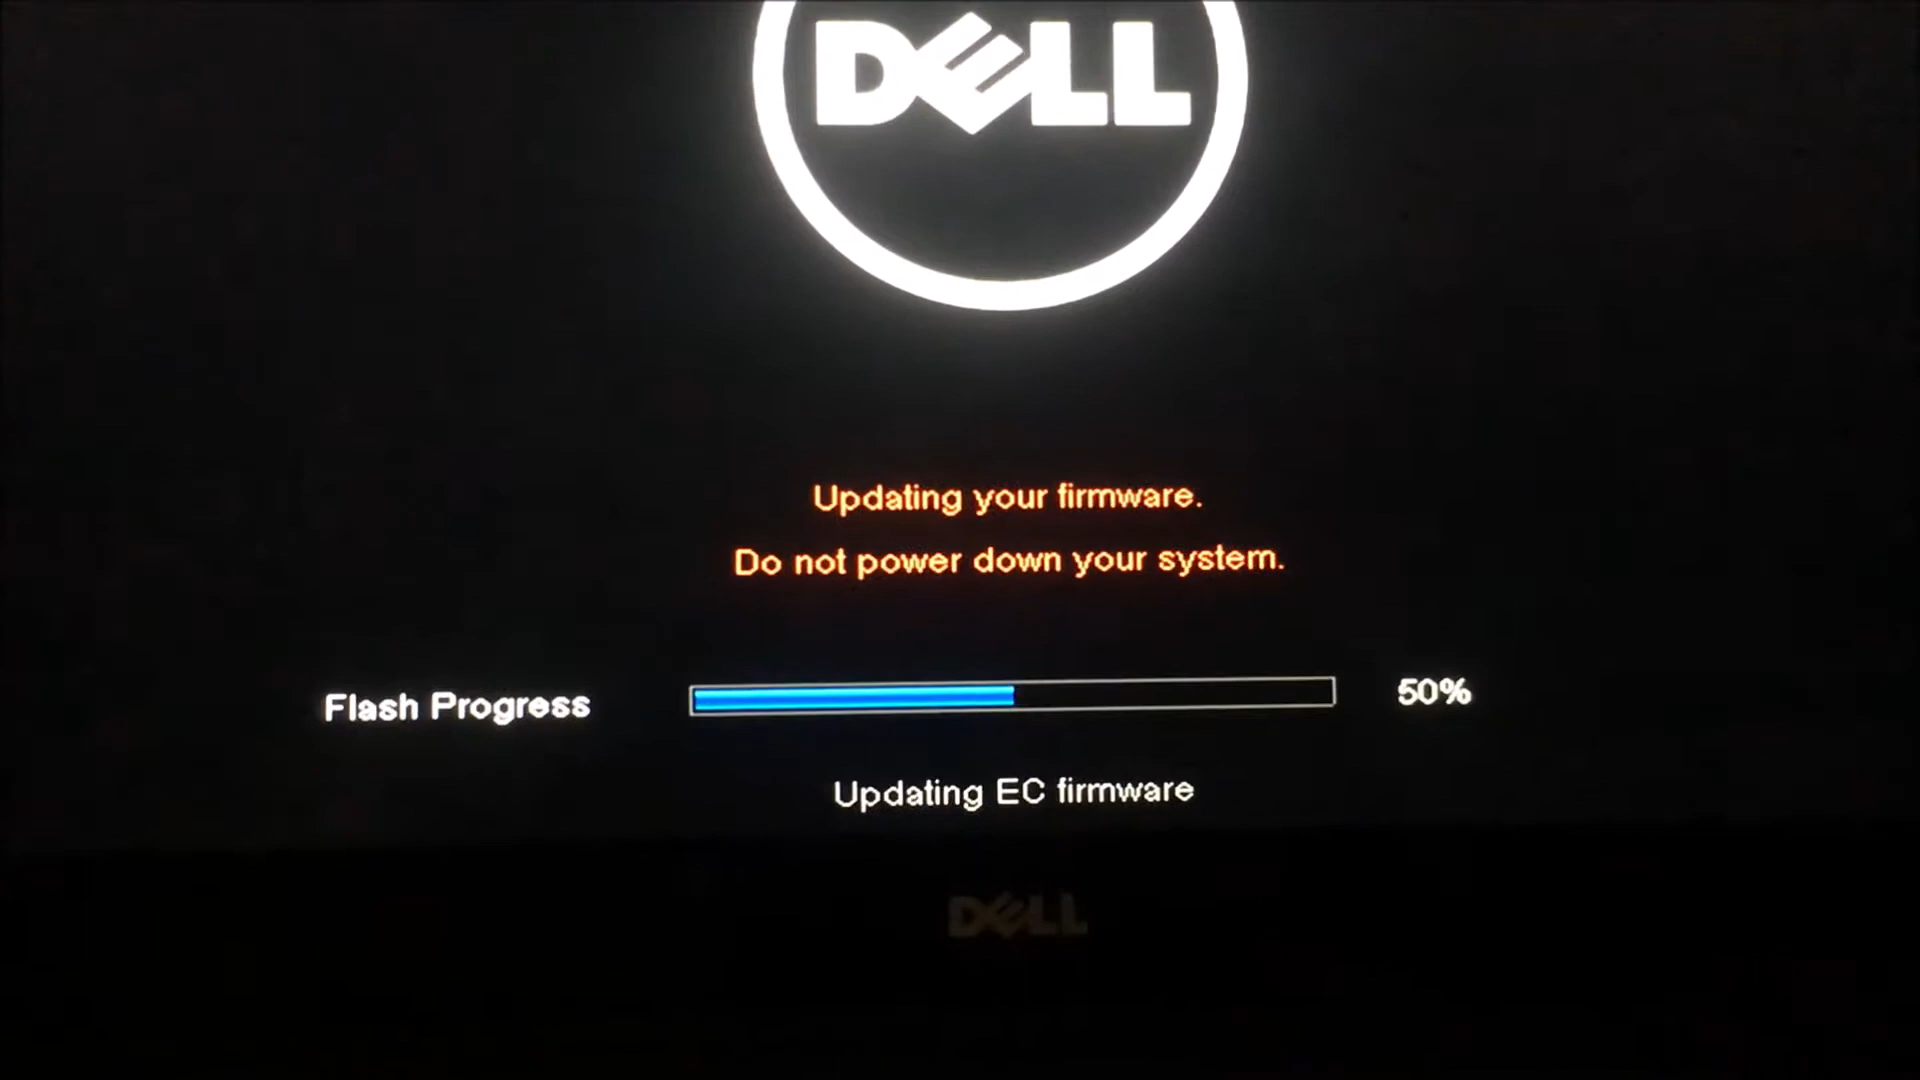 DELL
Updating your firmware.
Do not power down your system.
Flash Progress 50%
Updating EC firmware
DELL